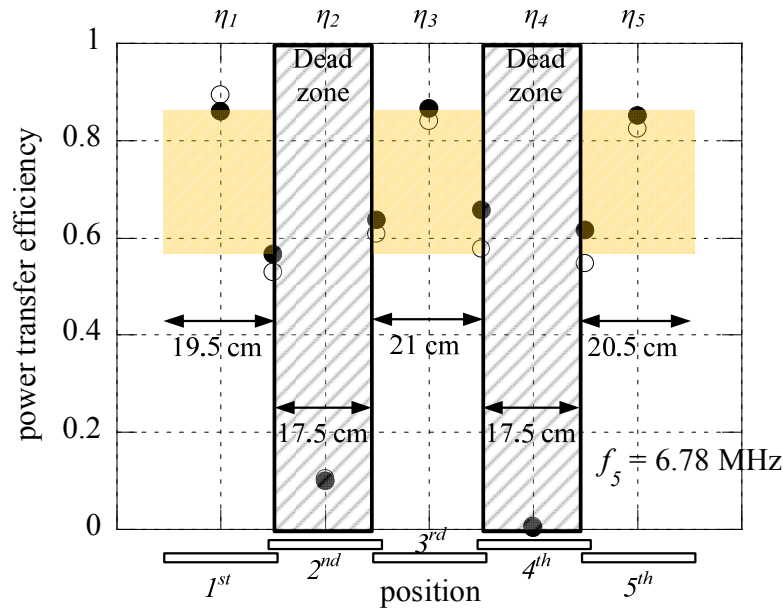 η1 η2 η3 η4 η5
1
Dead zone
Dead zone
0.8
0.6
0.4
0.2
0
power transfer efficiency
19.5 cm
21 cm
20.5 cm
17.5 cm
17.5 cm
f5 = 6.78 MHz
1st
2nd
3rd
4th
5th
position